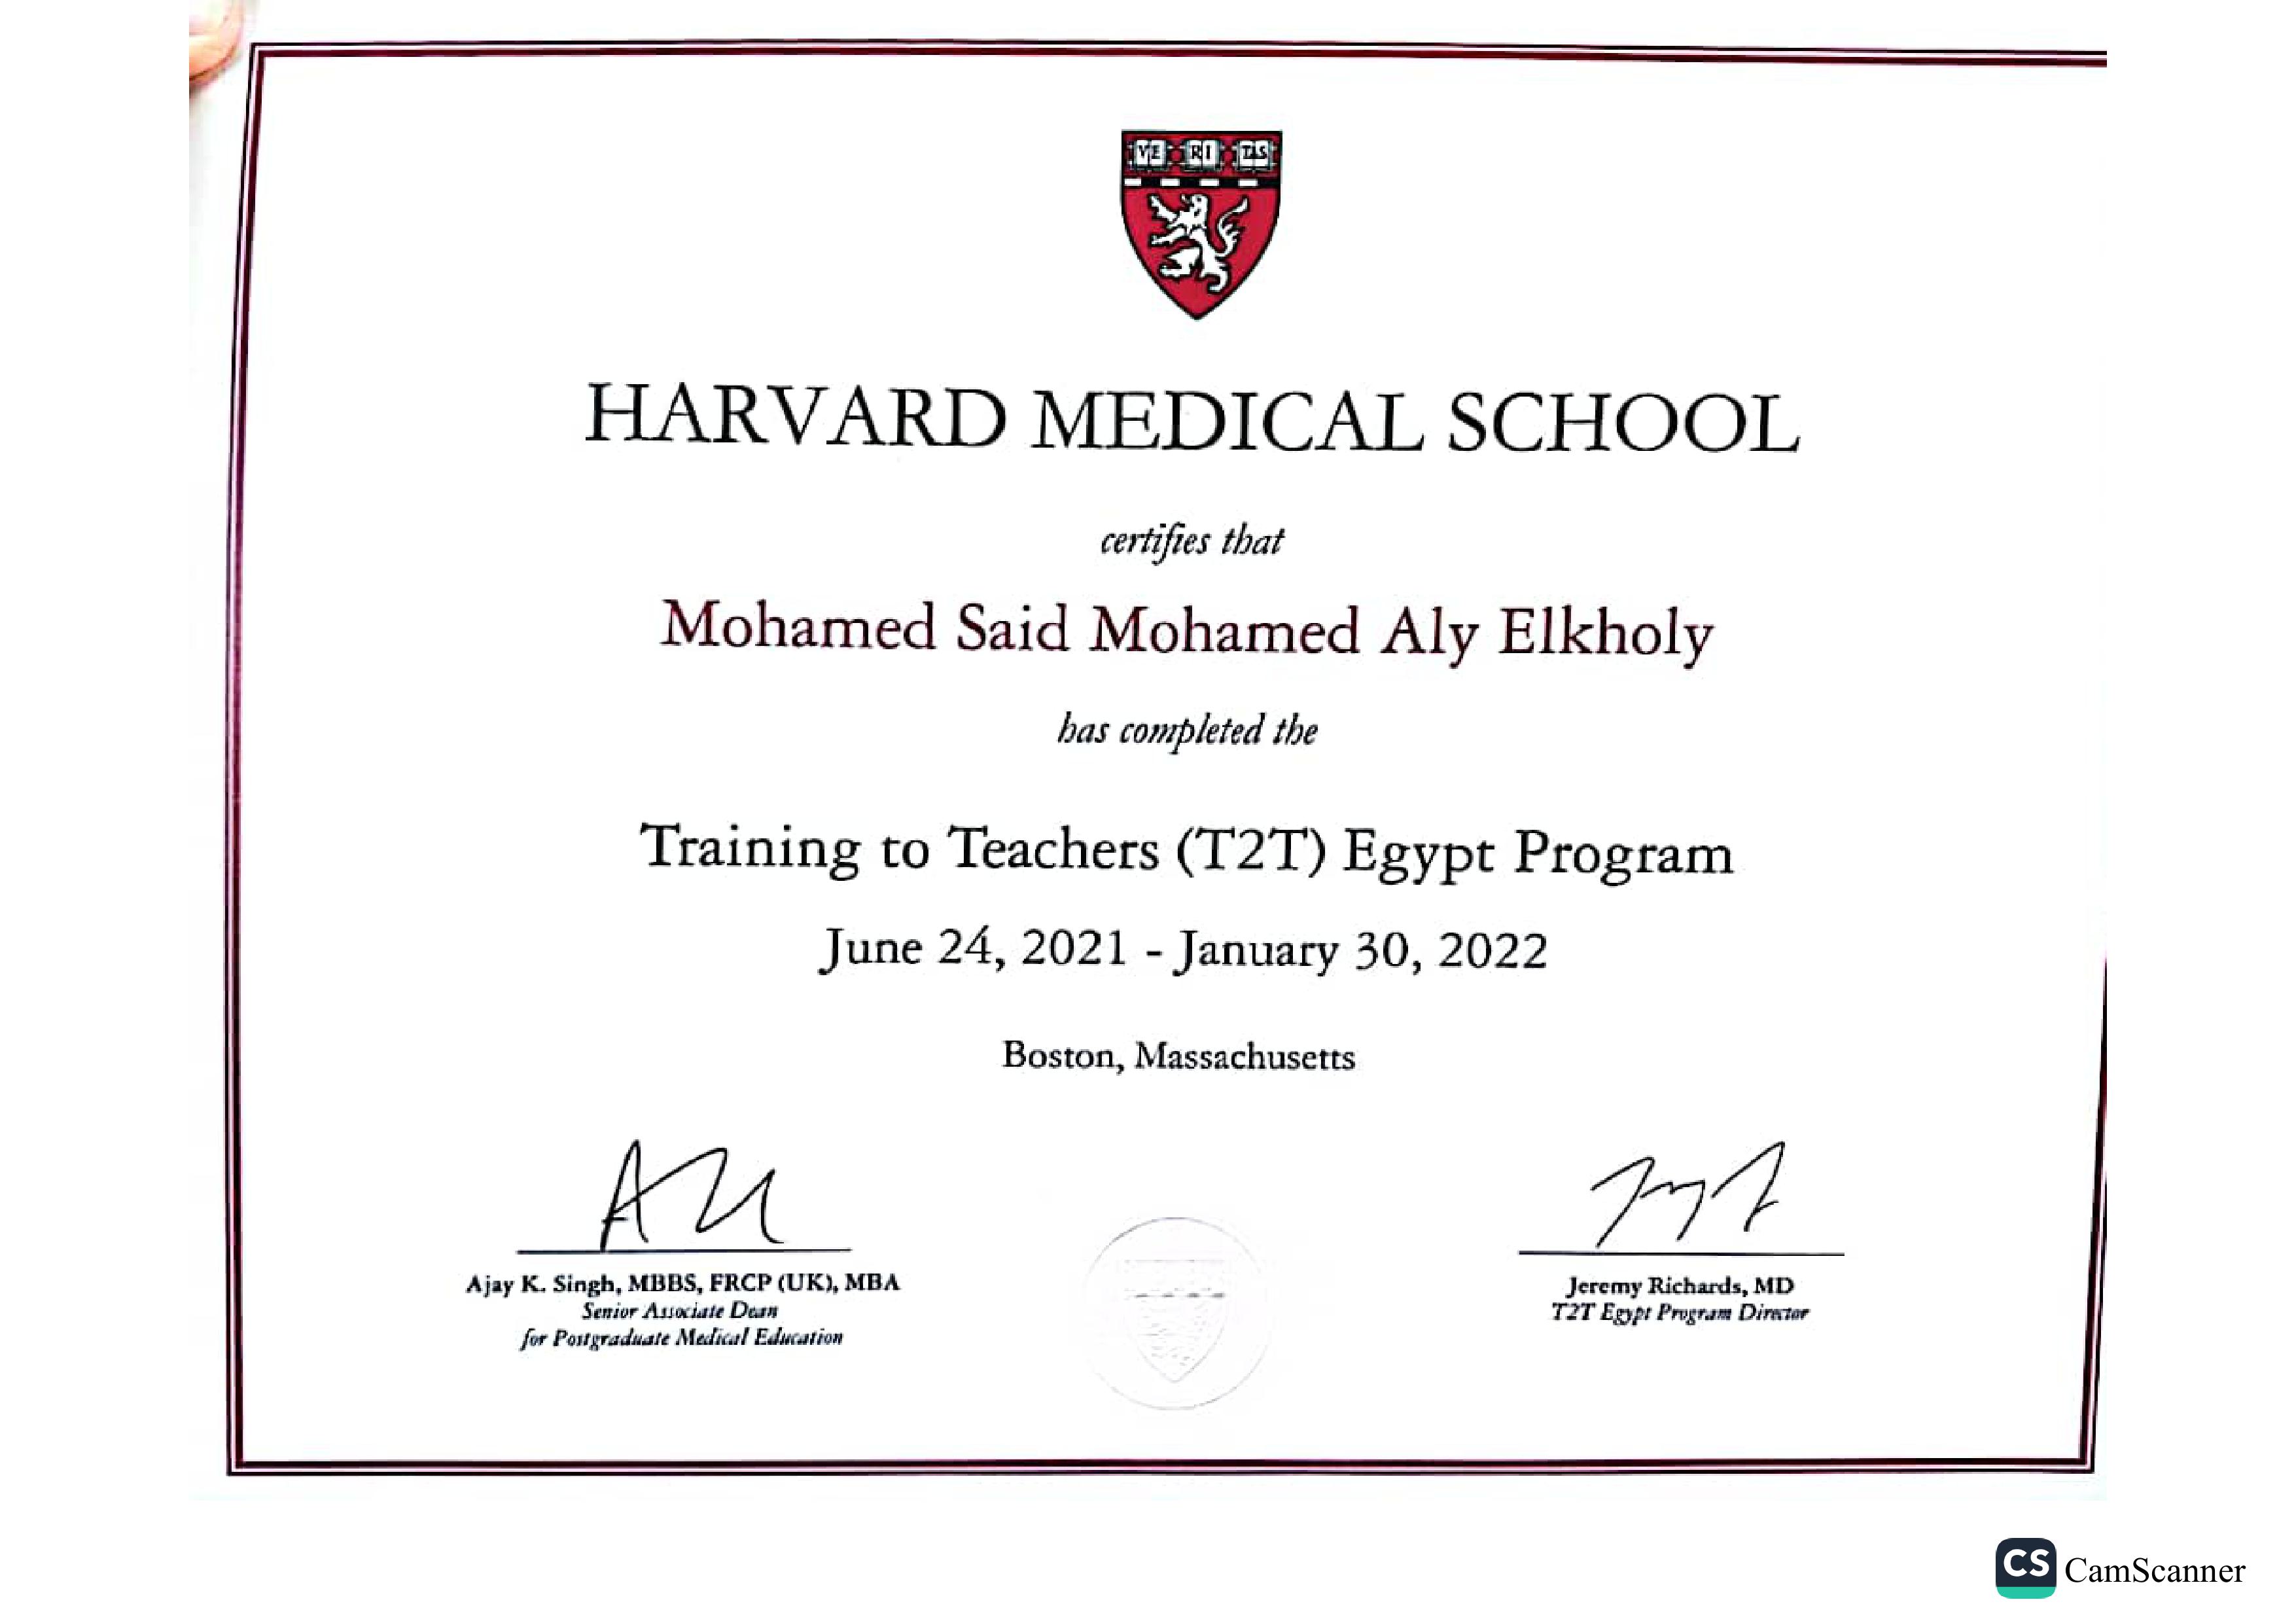 VE RI TAS
HARVARD MEDICAL SCHOOL
certifies that
Mohamed Said Mohamed Aly Elkholy
has completed the
Training to Teachers (T2T) Egypt Program
June 24, 2021 - January 30, 2022
Boston, Massachusetts
Ajay K. Singh, MBBS, FRCP (UK), MBA
Senior Associate Dean
for Postgraduate Medical Education
Jeremy Richards, MD
T2T Egypt Program Director
CS CamScanner